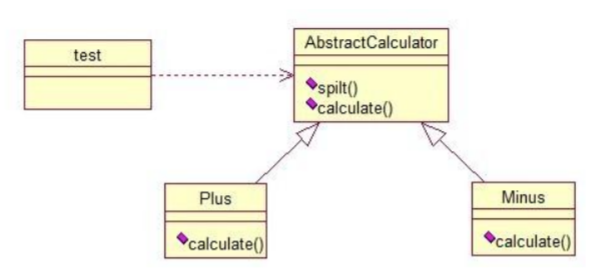 test
AbstractCalculator
spilt()
calculate()
Plus
calculate()
Minus
calculate()